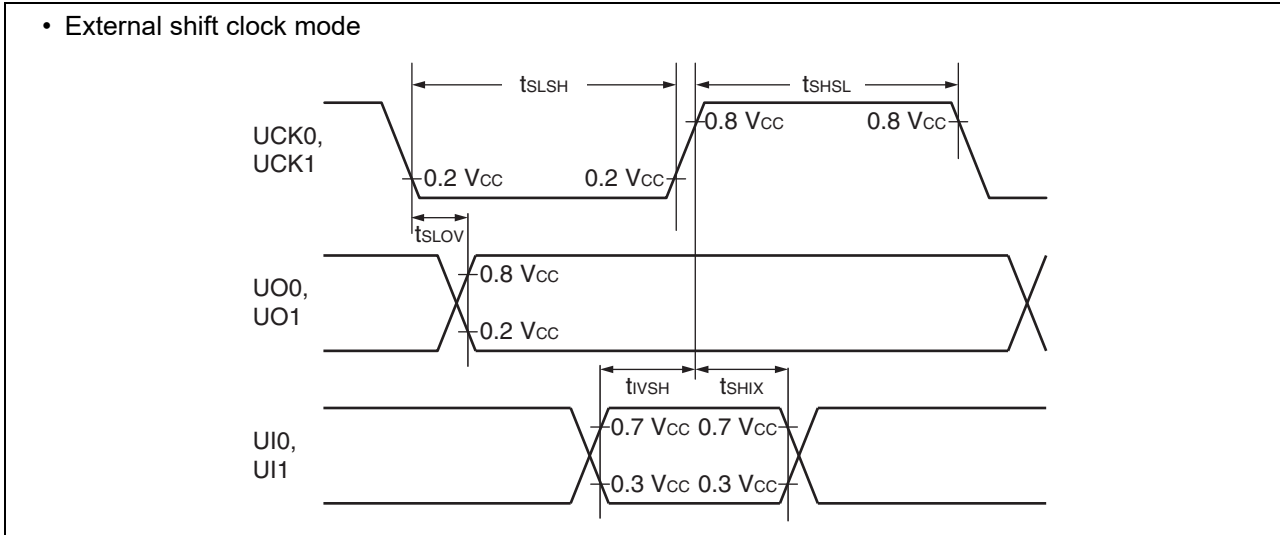 • External shift clock mode
tSLSH
tSHSL
UCK0,
UCK1
0.8 VCC
0.8 VCC
0.2 VCC
0.2 VCC
tSLOV
UO0,
UO1
0.8 VCC
0.2 VCC
tIVSH
tSHIX
UI0,
UI1
0.7 VCC 0.7 VCC
0.3 VCC 0.3 VCC